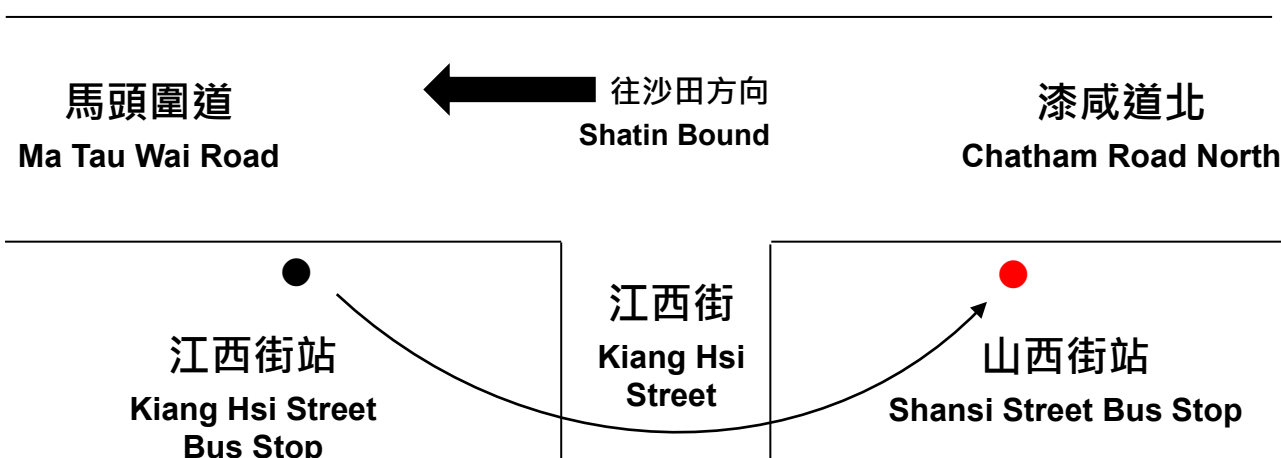 馬頭圍道
Ma Tau Wai Road
往沙田方向
Shatin Bound
漆咸道北
Chatham Road North
江西街站
Kiang Hsi Street
Bus Stop
江西街
Kiang Hsi
Street
山西街站
Shansi Street Bus Stop